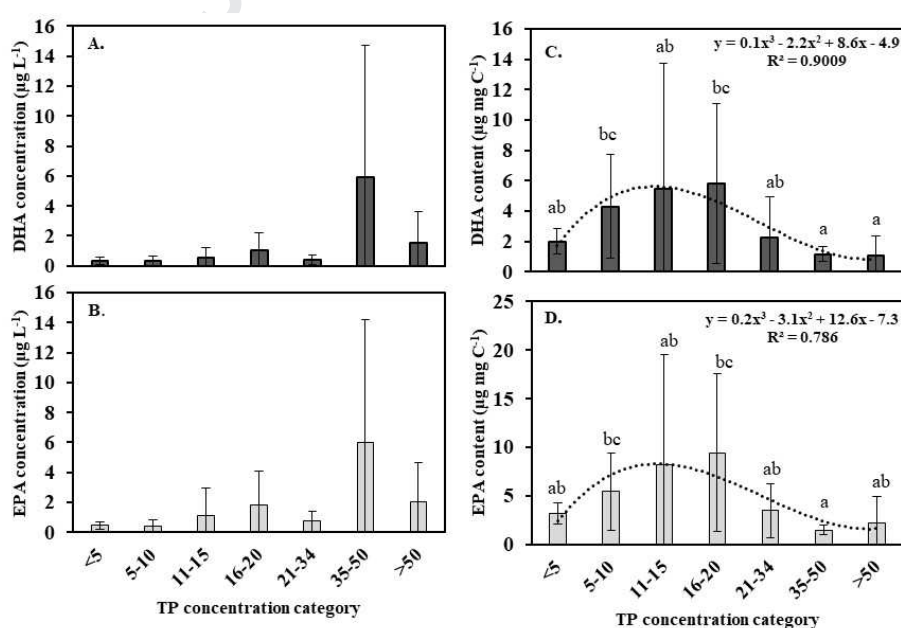 A.
DHA concentration (µg L⁻¹)
16
14
12
10
8
6
4
2
0
B.
EPA concentration (µg L⁻¹)
16
14
12
10
8
6
4
2
0
<5
5-10
11-15
16-20
21-34
35-50
>50
TP concentration category
C.
y = 0.1x³ - 2.2x² + 8.6x - 4.9
R² = 0.9009
DHA content (µg mg C⁻¹)
16
14
12
10
8
6
4
2
0
ab
bc
ab
bc
ab
a
a
D.
y = 0.2x³ - 3.1x² + 12.6x - 7.3
R² = 0.786
EPA content (µg mg C⁻¹)
25
20
15
10
5
0
ab
bc
ab
bc
ab
a
ab
<5
5-10
11-15
16-20
21-34
35-50
>50
TP concentration category